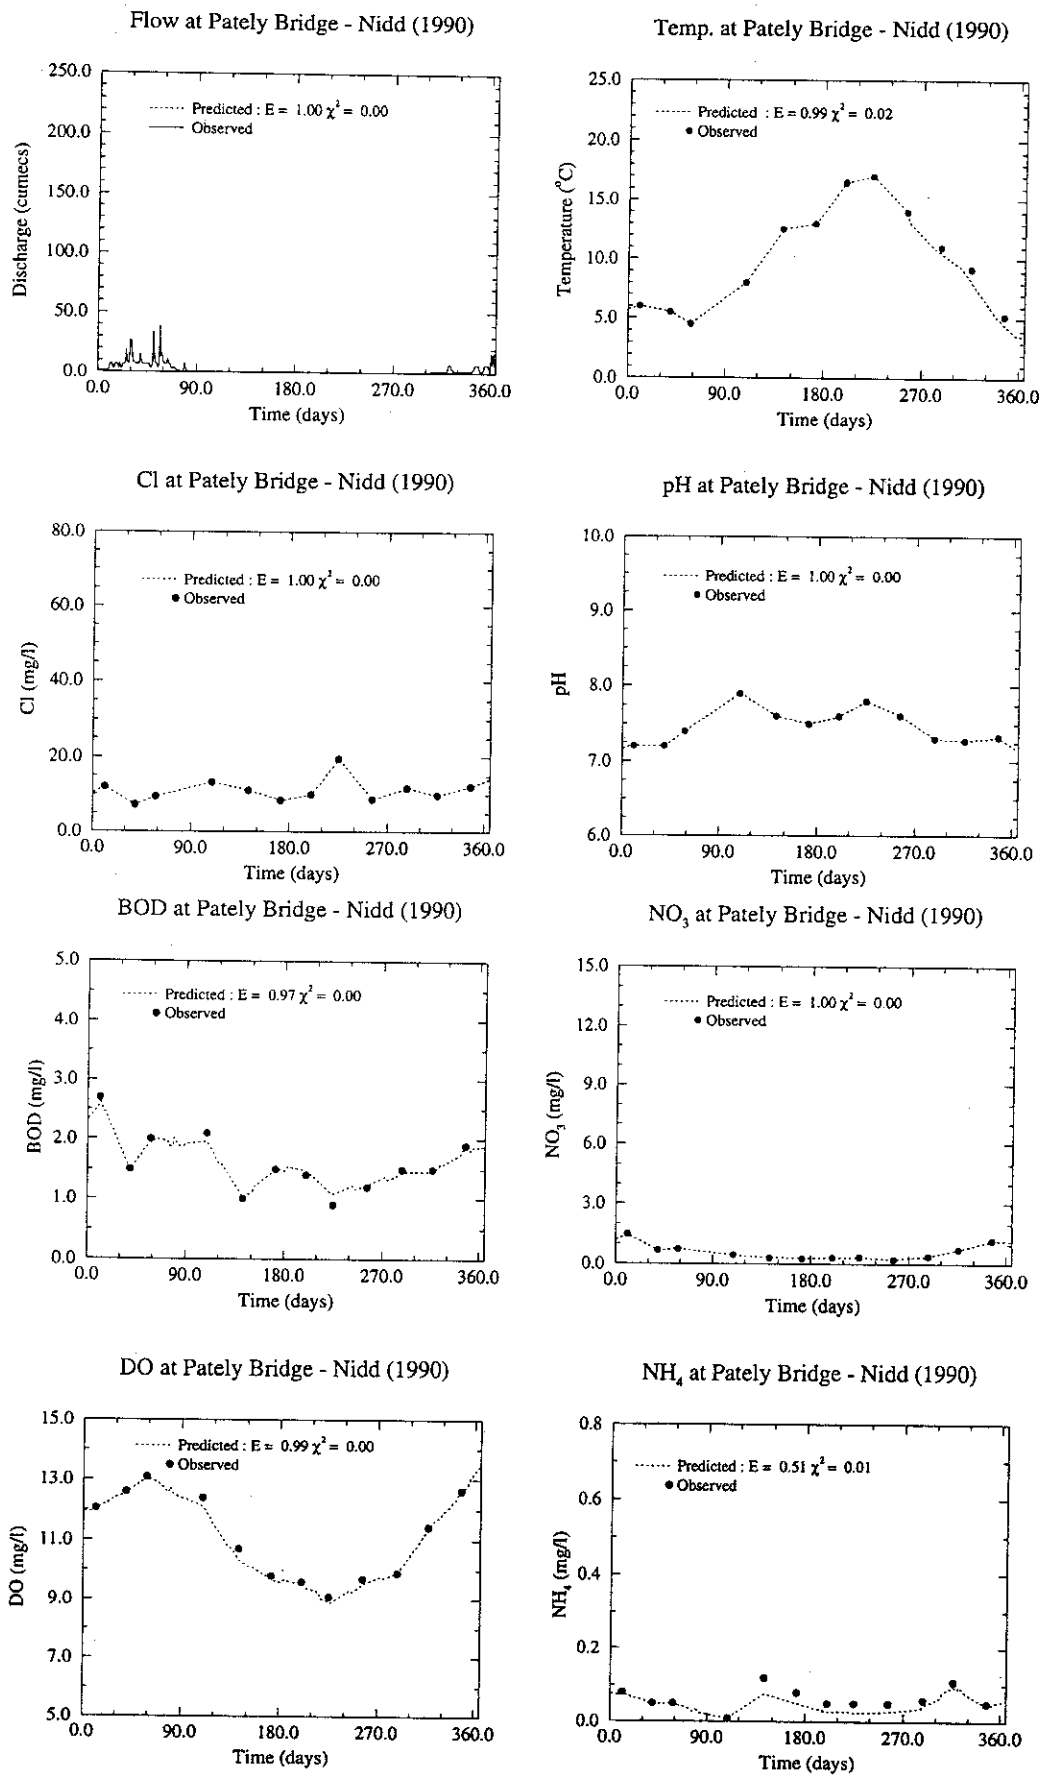 Flow at Pately Bridge - Nidd (1990)
250.0
200.0
150.0
100.0
50.0
0.0
Discharge (cumecs)
Predicted : E = 1.00 χ² = 0.00
Observed
0.0 90.0 180.0 270.0 360.0
Time (days)
Temp. at Pately Bridge - Nidd (1990)
25.0
20.0
15.0
10.0
5.0
0.0
Temperature (°C)
Predicted : E = 0.99 χ² = 0.02
Observed
0.0 90.0 180.0 270.0 360.0
Time (days)
Cl at Pately Bridge - Nidd (1990)
80.0
60.0
40.0
20.0
0.0
Cl (mg/l)
Predicted : E = 1.00 χ² = 0.00
Observed
0.0 90.0 180.0 270.0 360.0
Time (days)
pH at Pately Bridge - Nidd (1990)
10.0
9.0
8.0
7.0
6.0
pH
Predicted : E = 1.00 χ² = 0.00
Observed
0.0 90.0 180.0 270.0 360.0
Time (days)
BOD at Pately Bridge - Nidd (1990)
5.0
4.0
3.0
2.0
1.0
0.0
BOD (mg/l)
Predicted : E = 0.97 χ² = 0.00
Observed
0.0 90.0 180.0 270.0 360.0
Time (days)
NO₃ at Pately Bridge - Nidd (1990)
15.0
12.0
9.0
6.0
3.0
0.0
NO₃ (mg/l)
Predicted : E = 1.00 χ² = 0.00
Observed
0.0 90.0 180.0 270.0 360.0
Time (days)
DO at Pately Bridge - Nidd (1990)
15.0
13.0
11.0
9.0
7.0
5.0
DO (mg/l)
Predicted : E = 0.99 χ² = 0.00
Observed
0.0 90.0 180.0 270.0 360.0
Time (days)
NH₄ at Pately Bridge - Nidd (1990)
0.8
0.6
0.4
0.2
0.0
NH₄ (mg/l)
Predicted : E = 0.51 χ² = 0.01
Observed
0.0 90.0 180.0 270.0 360.0
Time (days)